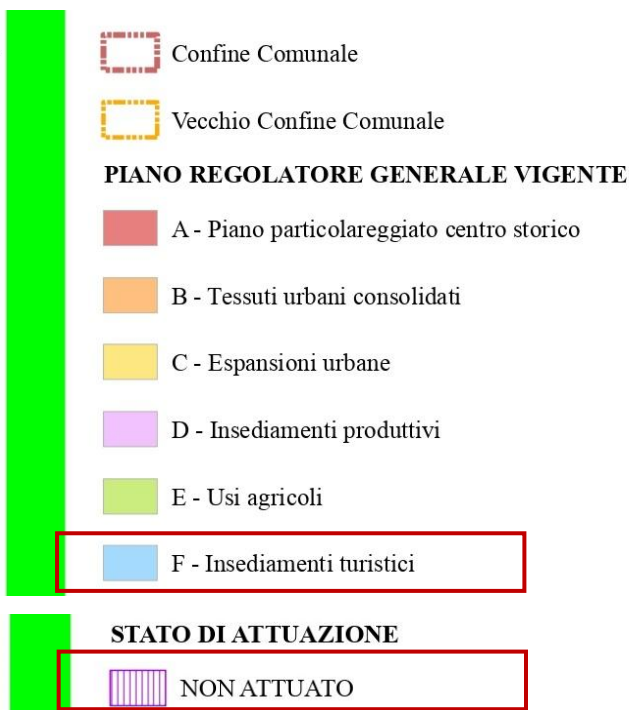 Confine Comunale
Vecchio Confine Comunale
PIANO REGOLATORE GENERALE VIGENTE
A - Piano particolareggiato centro storico
B - Tessuti urbani consolidati
C - Espansioni urbane
D - Insediamenti produttivi
E - Usi agricoli
F - Insediamenti turistici
STATO DI ATTUAZIONE
NON ATTUATO